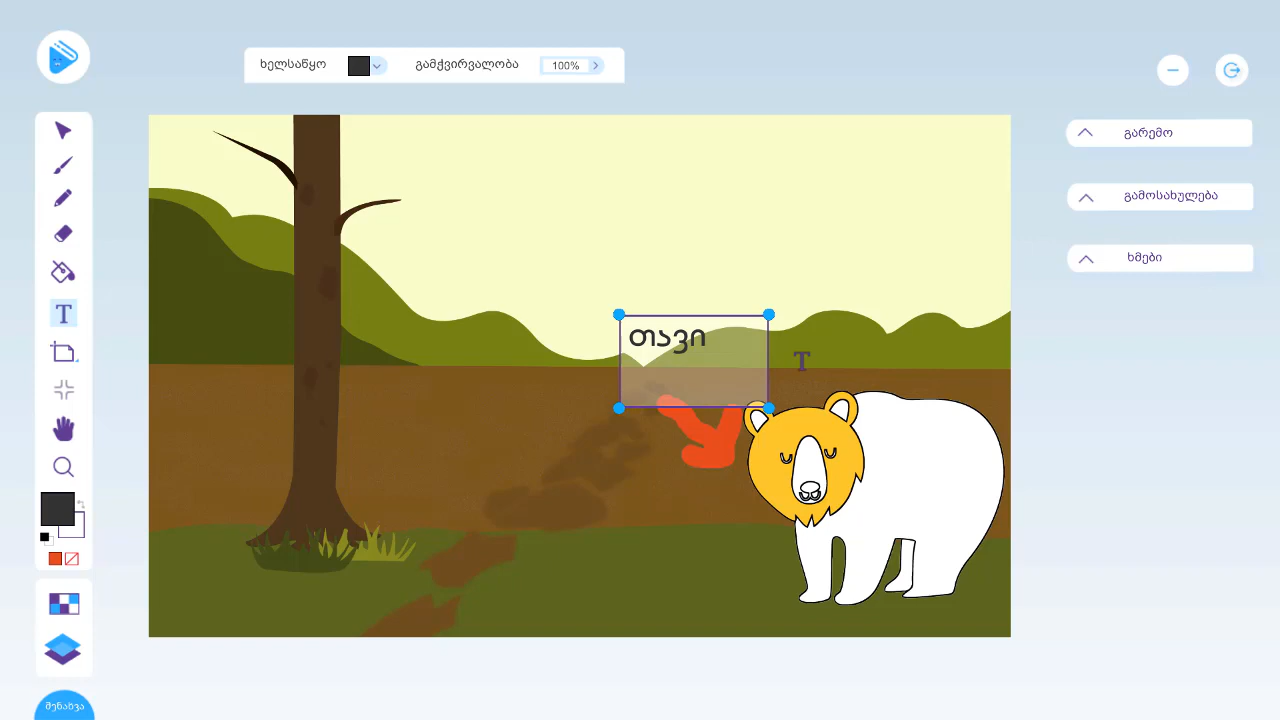 ხელსაწყო
გამჭვირვალობა
100%
გარემო
გამოსახულება
ხმები
თავი
შენახვა